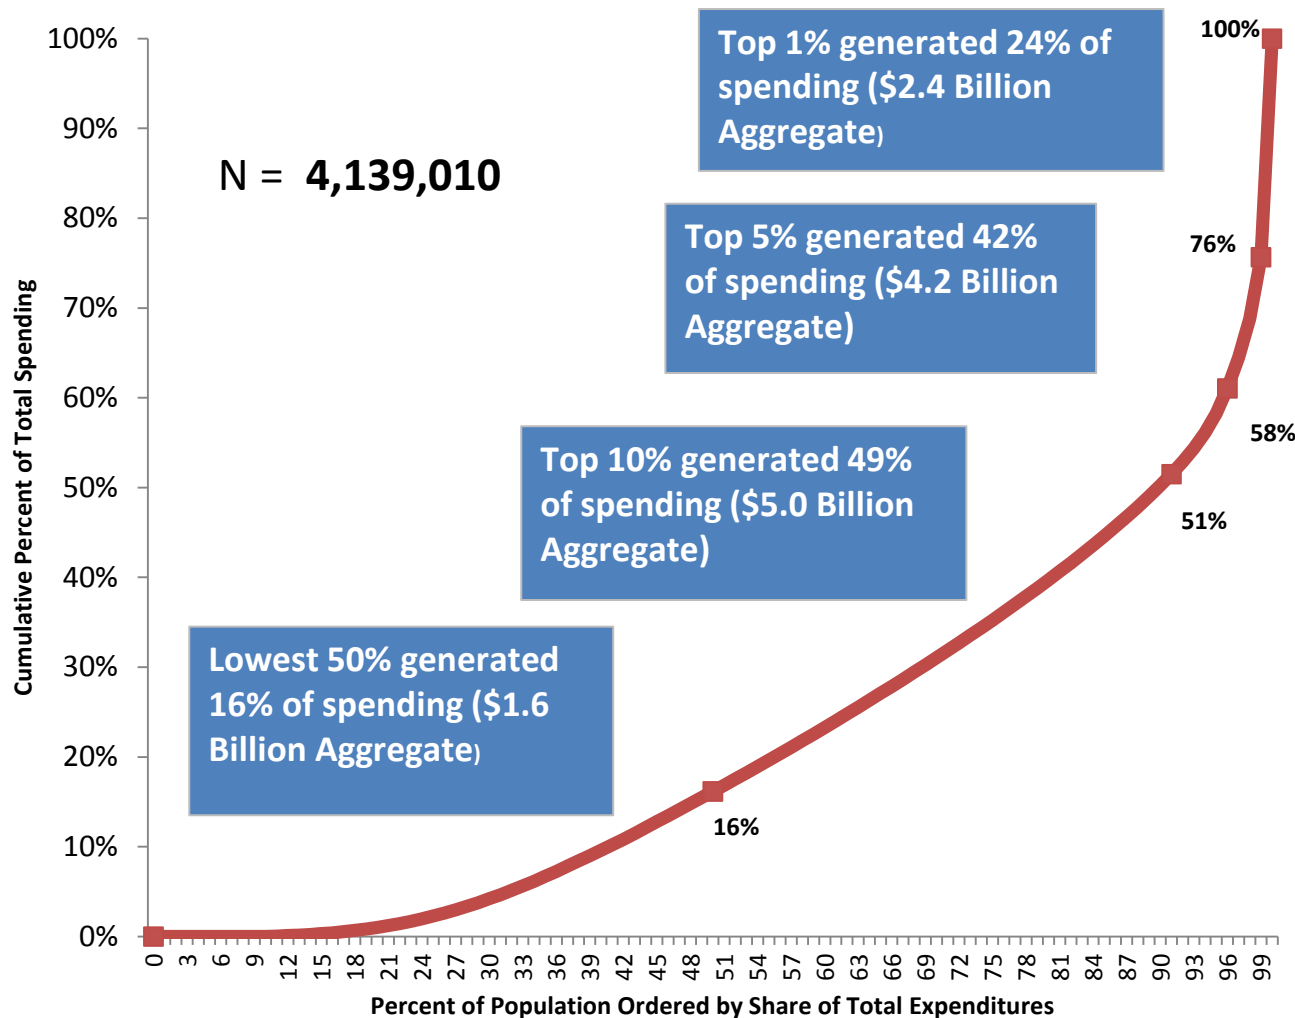 Top 1% generated 24% of
spending ($2.4 Billion
Aggregate)
100%
N = 4,139,010
Top 5% generated 42%
of spending ($4.2 Billion
Aggregate)
76%
Top 10% generated 49%
of spending ($5.0 Billion
Aggregate)
58%
51%
Lowest 50% generated
16% of spending ($1.6
Billion Aggregate)
16%
Cumulative Percent of Total Spending
100%
90%
80%
70%
60%
50%
40%
30%
20%
10%
0%
0 3 6 9 12 15 18 21 24 27 30 33 36 39 42 45 48 51 54 57 60 63 66 69 72 75 78 81 84 87 90 93 96 99
Percent of Population Ordered by Share of Total Expenditures